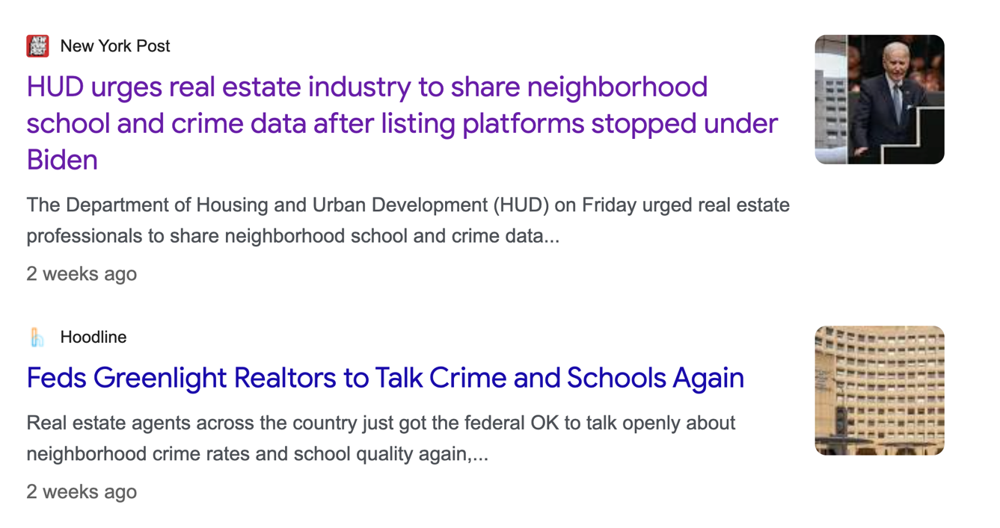 New York Post
HUD urges real estate industry to share neighborhood
school and crime data after listing platforms stopped under
Biden
The Department of Housing and Urban Development (HUD) on Friday urged real estate
professionals to share neighborhood school and crime data...
2 weeks ago
Hoodline
Feds Greenlight Realtors to Talk Crime and Schools Again
Real estate agents across the country just got the federal OK to talk openly about
neighborhood crime rates and school quality again,...
2 weeks ago